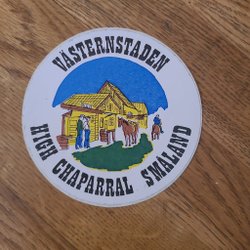 VÄSTERNSTADEN
HIGH CHAPARRAL SMÅLAND